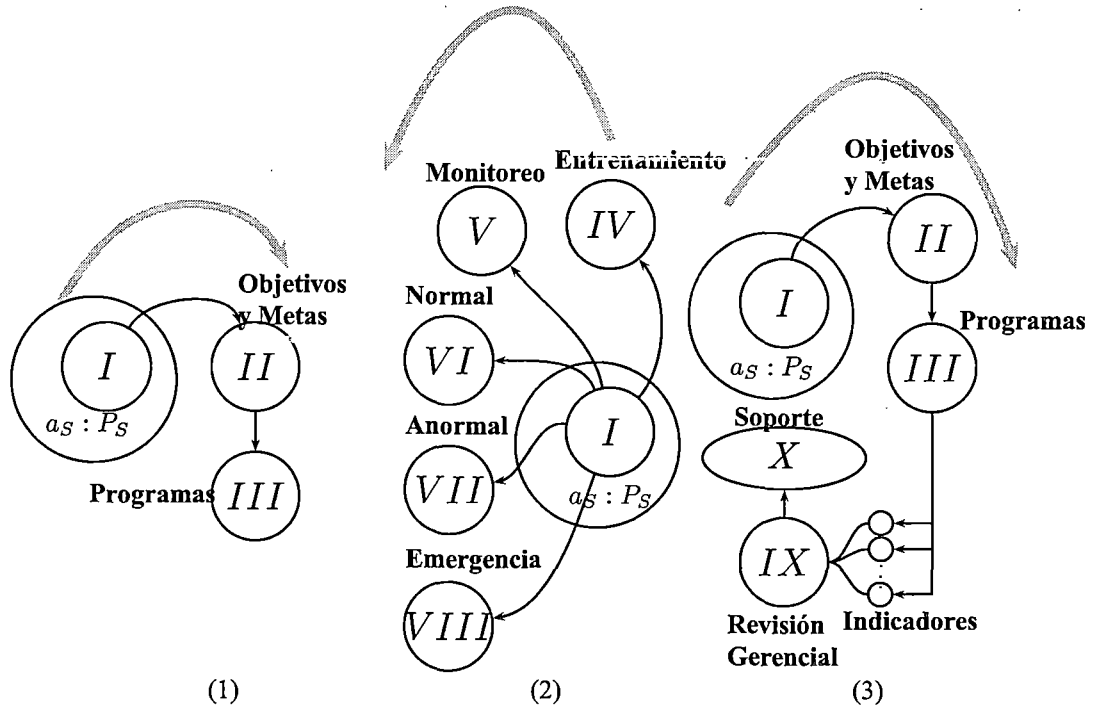 Objetivos
y Metas
I
II
a_S : P_S
Programas
III
(1)
Monitoreo
Entrenamiento
V
IV
Normal
VI
Anormal
I
VII
a_S : P_S
Emergencia
VIII
(2)
Objetivos
y Metas
II
I
a_S : P_S
Programas
III
Soporte
X
IX
Revisión
Gerencial
Indicadores
(3)